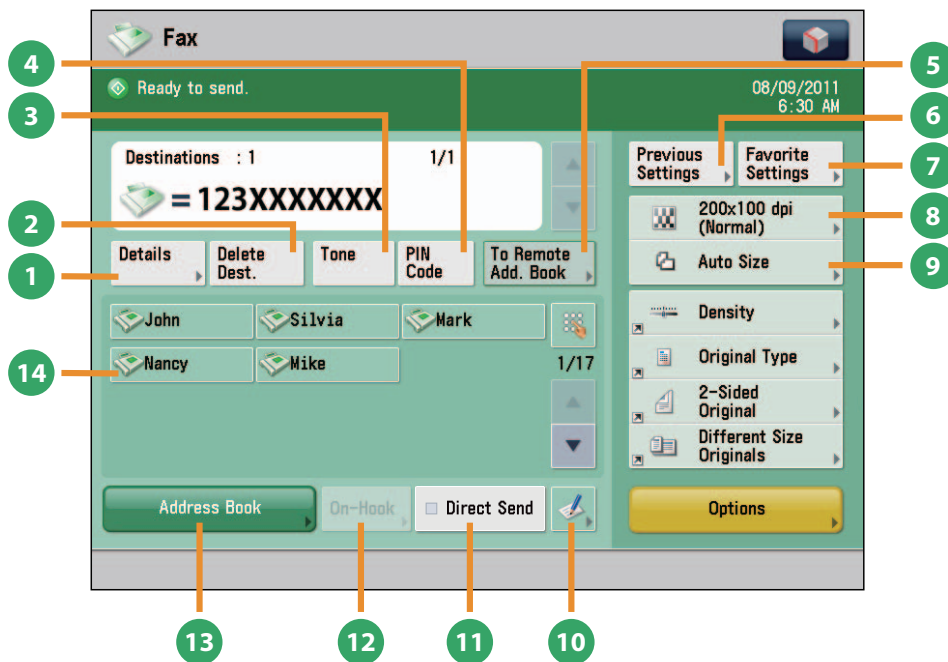 Fax
4
5
Ready to send.
08/09/2011
6:30 AM
3
6
Destinations : 1 1/1
Previous Settings
Favorite Settings
7
= 123XXXXXXX
200x100 dpi
(Normal)
8
2
Details
Delete
Dest.
Tone
PIN
Code
To Remote
Add. Book
Auto Size
9
1
John Silvia Mark
Density
14
Nancy Mike 1/17
Original Type
2-Sided
Original
Different Size
Originals
Address Book On-Hook Direct Send Options
13 12 11 10